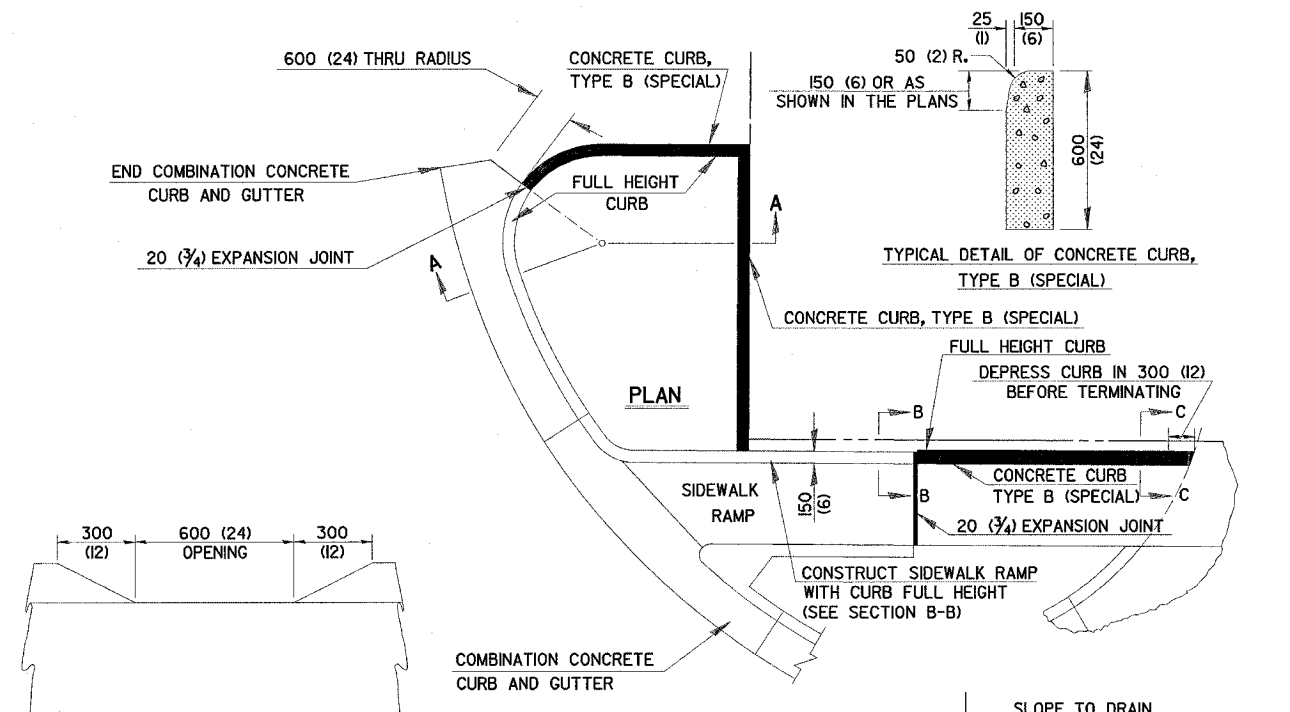 25
(1)
150
(6)
600 (24) THRU RADIUS
CONCRETE CURB,
TYPE B (SPECIAL)
50 (2) R.
150 (6) OR AS
SHOWN IN THE PLANS
600
(24)
END COMBINATION CONCRETE
CURB AND GUTTER
FULL HEIGHT
CURB
A
20 (¾) EXPANSION JOINT
A
TYPICAL DETAIL OF CONCRETE CURB,
TYPE B (SPECIAL)
CONCRETE CURB, TYPE B (SPECIAL)
FULL HEIGHT CURB
DEPRESS CURB IN 300 (12)
BEFORE TERMINATING
PLAN
B
C
SIDEWALK
RAMP
150
(6)
B
CONCRETE CURB
TYPE B (SPECIAL)
C
20 (¾) EXPANSION JOINT
300
(12)
600 (24)
OPENING
300
(12)
CONSTRUCT SIDEWALK RAMP
WITH CURB FULL HEIGHT
(SEE SECTION B-B)
COMBINATION CONCRETE
CURB AND GUTTER
SLOPE TO DRAIN